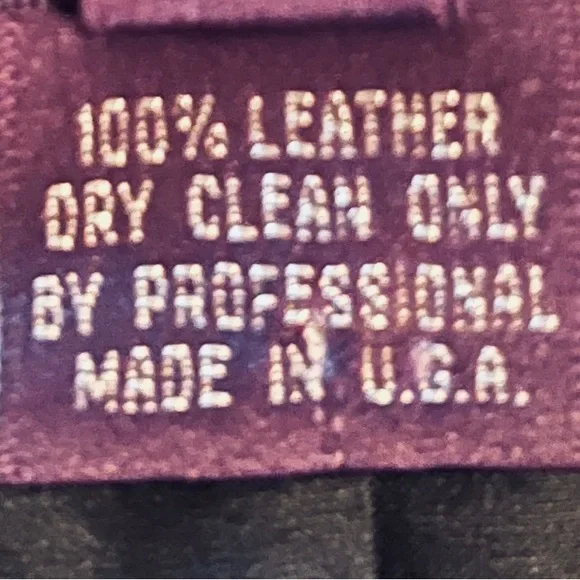 100% LEATHER
DRY CLEAN ONLY
BY PROFESSIONAL
MADE IN U.S.A.